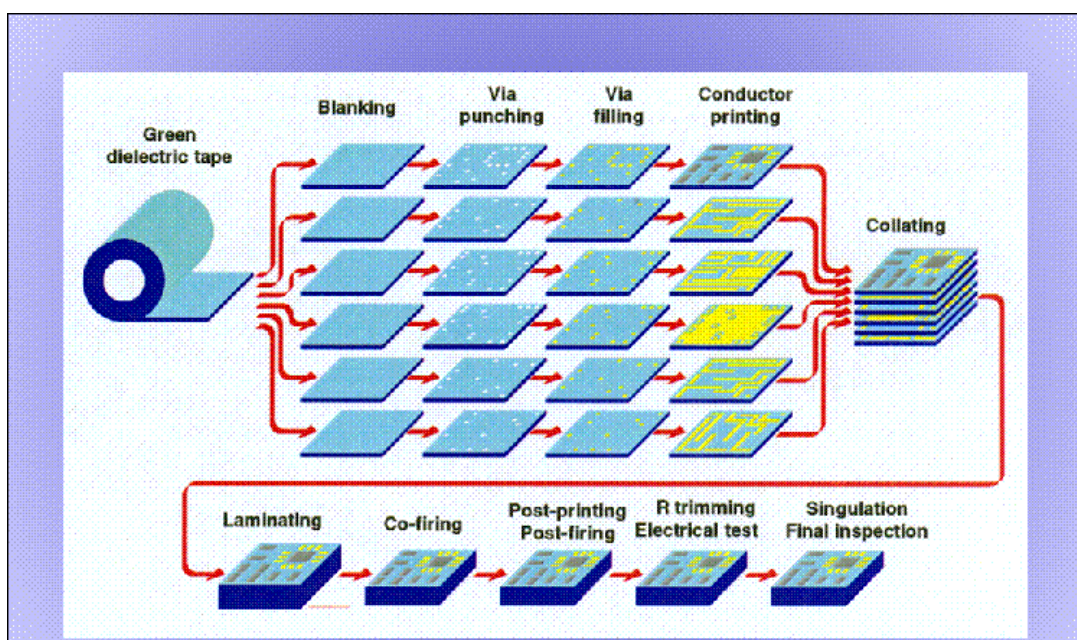 Green
dielectric tape
Blanking
Via
punching
Via
filling
Conductor
printing
Collating
Laminating
Co-firing
Post-printing
Post-firing
R trimming
Electrical test
Singulation
Final inspection